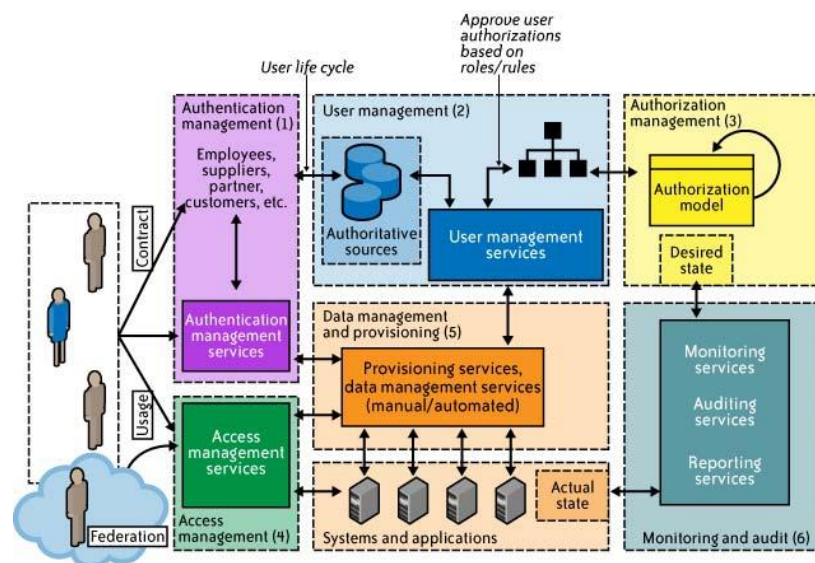 Approve user
authorizations
based on
roles/rules
User life cycle
Authentication
management (1)
Employees,
suppliers,
partner,
customers, etc.
Authentication
management
services
User management (2)
Authoritative
sources
User management
services
Authorization
management (3)
Authorization
model
Desired
state
Contract
Usage
Federation
Data management
and provisioning (5)
Provisioning services,
data management services
(manual/automated)
Access
management
services
Access
management (4)
Actual
state
Systems and applications
Monitoring
services
Auditing
services
Reporting
services
Monitoring and audit (6)